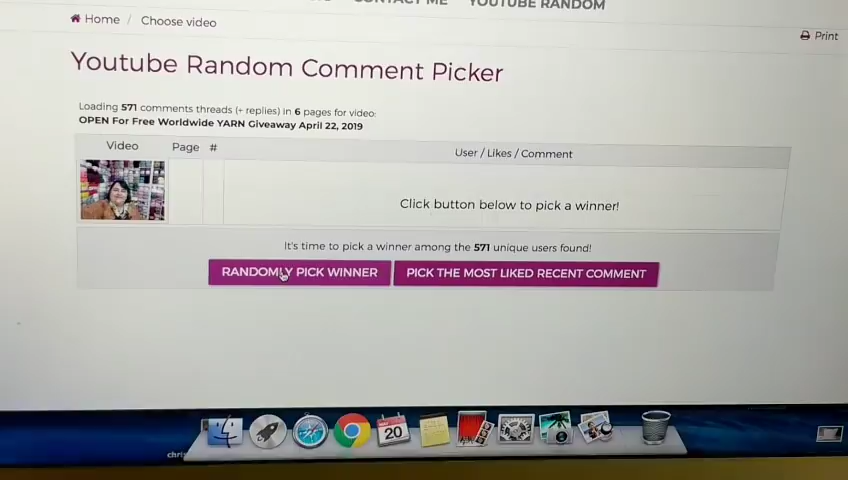 CONTACT ME YOUTUBE RANDOM
Home / Choose video
Print
Youtube Random Comment Picker
Loading 571 comments threads (+ replies) in 6 pages for video:
OPEN For Free Worldwide YARN Giveaway April 22, 2019
Video Page # User / Likes / Comment
Click button below to pick a winner!
It's time to pick a winner among the 571 unique users found!
RANDOMLY PICK WINNER PICK THE MOST LIKED RECENT COMMENT
20